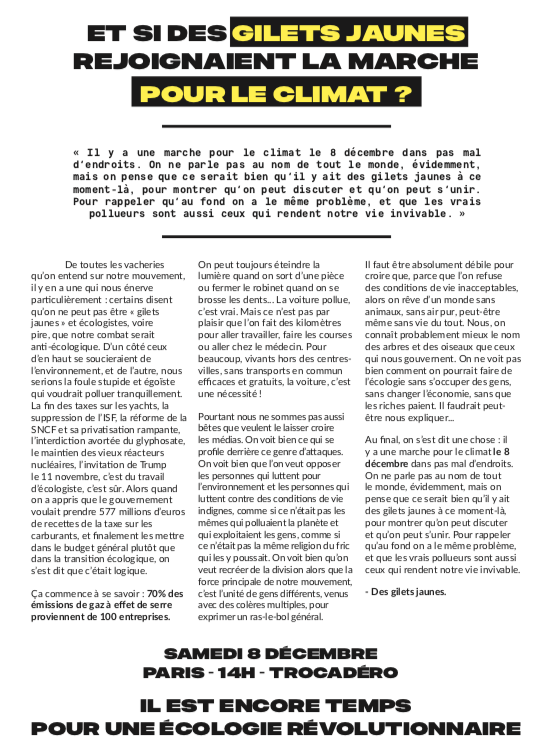 ET SI DES GILETS JAUNES
REJOIGNAIENT LA MARCHE
POUR LE CLIMAT ?
« Il y a une marche pour le climat le 8 décembre dans pas mal
d'endroits. On ne parle pas au nom de tout le monde, évidemment,
mais on pense que ce serait bien qu'il y ait des gilets jaunes à ce
moment-là, pour montrer qu'on peut discuter et qu'on peut s'unir.
Pour rappeler qu'au fond on a le même problème, et que les vrais
pollueurs sont aussi ceux qui rendent notre vie invivable. »
De toutes les vacheries
qu'on entend sur notre mouvement,
il y en a une qui nous énerve
particulièrement : certains disent
qu'on ne peut pas être « gilets
jaunes » et écologistes, voire
pire, que notre combat serait
anti-écologique. D'un côté ceux
d'en haut se soucieraient de
l'environnement, et de l'autre, nous
serions la foule stupide et égoïste
qui voudrait polluer tranquillement.
La fin des taxes sur les yachts, la
suppression de l'ISF, la réforme de la
SNCF et sa privatisation rampante,
l'interdiction avortée du glyphosate,
le maintien des vieux réacteurs
nucléaires, l'invitation de Trump
le 11 novembre, c'est du travail
d'écologiste, c'est sûr. Alors quand
on a appris que le gouvernement
voulait prendre 577 millions d'euros
de recettes de la taxe sur les
carburants, et finalement les mettre
dans le budget général plutôt que
dans la transition écologique, on
s'est dit que c'était logique.
Ça commence à se savoir : 70% des
émissions de gaz à effet de serre
proviennent de 100 entreprises.
On peut toujours éteindre la
lumière quand on sort d'une pièce
ou fermer le robinet quand on se
brosse les dents... La voiture pollue,
c'est vrai. Mais ce n'est pas par
plaisir que l'on fait des kilomètres
pour aller travailler, faire les courses
ou aller chez le médecin. Pour
beaucoup, vivants hors des centres-
villes, sans transports en commun
efficaces et gratuits, la voiture, c'est
une nécessité !
Pourtant nous ne sommes pas aussi
bêtes que veulent le laisser croire
les médias. On voit bien ce qui se
profile derrière ce genre d'attaques.
On voit bien que l'on veut opposer
les personnes qui luttent pour
l'environnement et les personnes qui
luttent contre des conditions de vie
indignes, comme si ce n'était pas les
mêmes qui polluaient la planète et
qui exploitaient les gens, comme si
ce n'était pas la même religion du fric
qui les y poussait. On voit bien qu'on
veut recréer de la division alors que la
force principale de notre mouvement,
c'est l'unité de gens différents, venus
avec des colères multiples, pour
exprimer un ras-le-bol général.
Il faut être absolument débile pour
croire que, parce que l'on refuse
des conditions de vie inacceptables,
alors on rêve d'un monde sans
animaux, sans air pur, peut-être
même sans vie du tout. Nous, on
connaît probablement mieux le nom
des arbres et des oiseaux que ceux
qui nous gouvernent. On ne voit pas
bien comment on pourrait faire de
l'écologie sans s'occuper des gens,
sans changer l'économie, sans que
les riches paient. Il faudrait peut-
être nous expliquer...
Au final, on s'est dit une chose : il
y a une marche pour le climat le 8
décembre dans pas mal d'endroits.
On ne parle pas au nom de tout
le monde, évidemment, mais on
pense que ce serait bien qu'il y ait
des gilets jaunes à ce moment-là,
pour montrer qu'on peut discuter
et qu'on peut s'unir. Pour rappeler
qu'au fond on a le même problème,
et que les vrais pollueurs sont aussi
ceux qui rendent notre vie invivable.
- Des gilets jaunes.
SAMEDI 8 DÉCEMBRE
PARIS - 14H - TROCADÉRO
IL EST ENCORE TEMPS
POUR UNE ÉCOLOGIE RÉVOLUTIONNAIRE